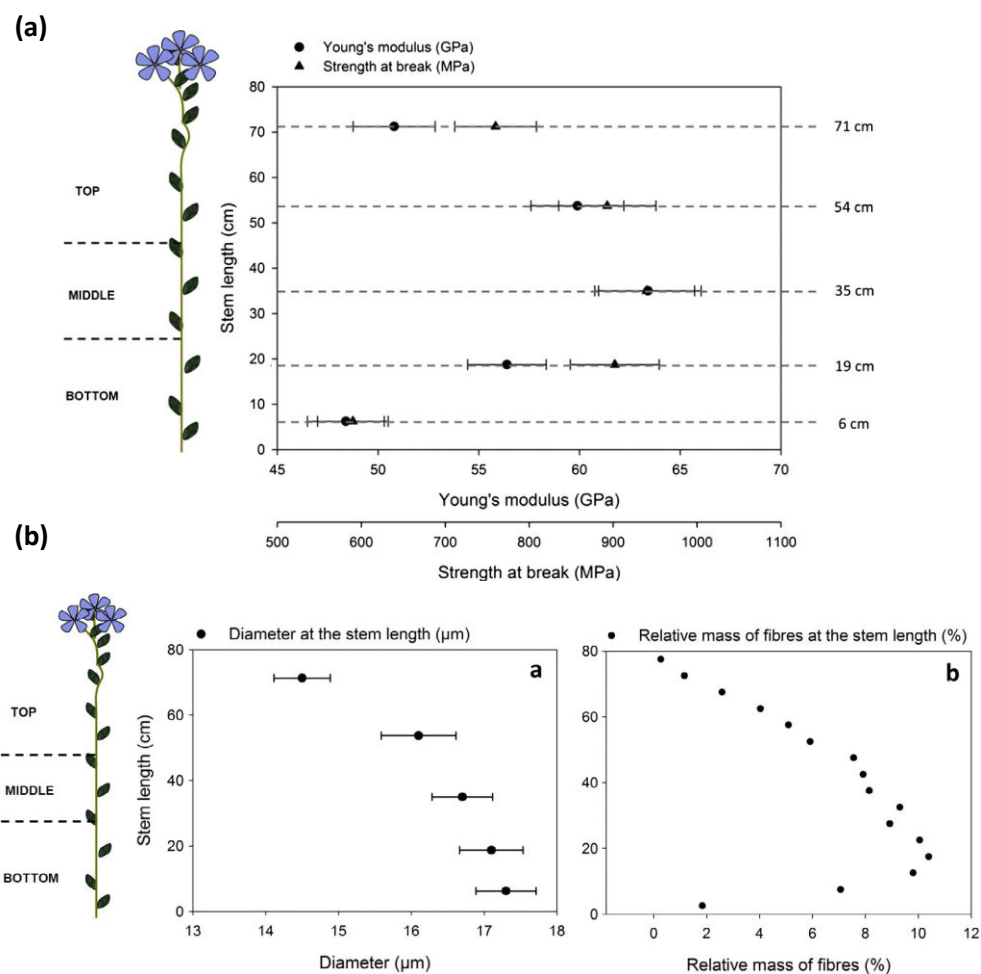 (a)
Young's modulus (GPa)
Strength at break (MPa)
80
70
60
50
40
30
20
10
0
Stem length (cm)
TOP
MIDDLE
BOTTOM
71 cm
54 cm
35 cm
19 cm
6 cm
45 50 55 60 65 70
Young's modulus (GPa)
500 600 700 800 900 1000 1100
Strength at break (MPa)
(b)
TOP
MIDDLE
BOTTOM
Diameter at the stem length (µm)
a
80
60
40
20
0
Stem length (cm)
13 14 15 16 17 18
Diameter (µm)
Relative mass of fibres at the stem length (%)
b
80
60
40
20
0
0 2 4 6 8 10 12
Relative mass of fibres (%)